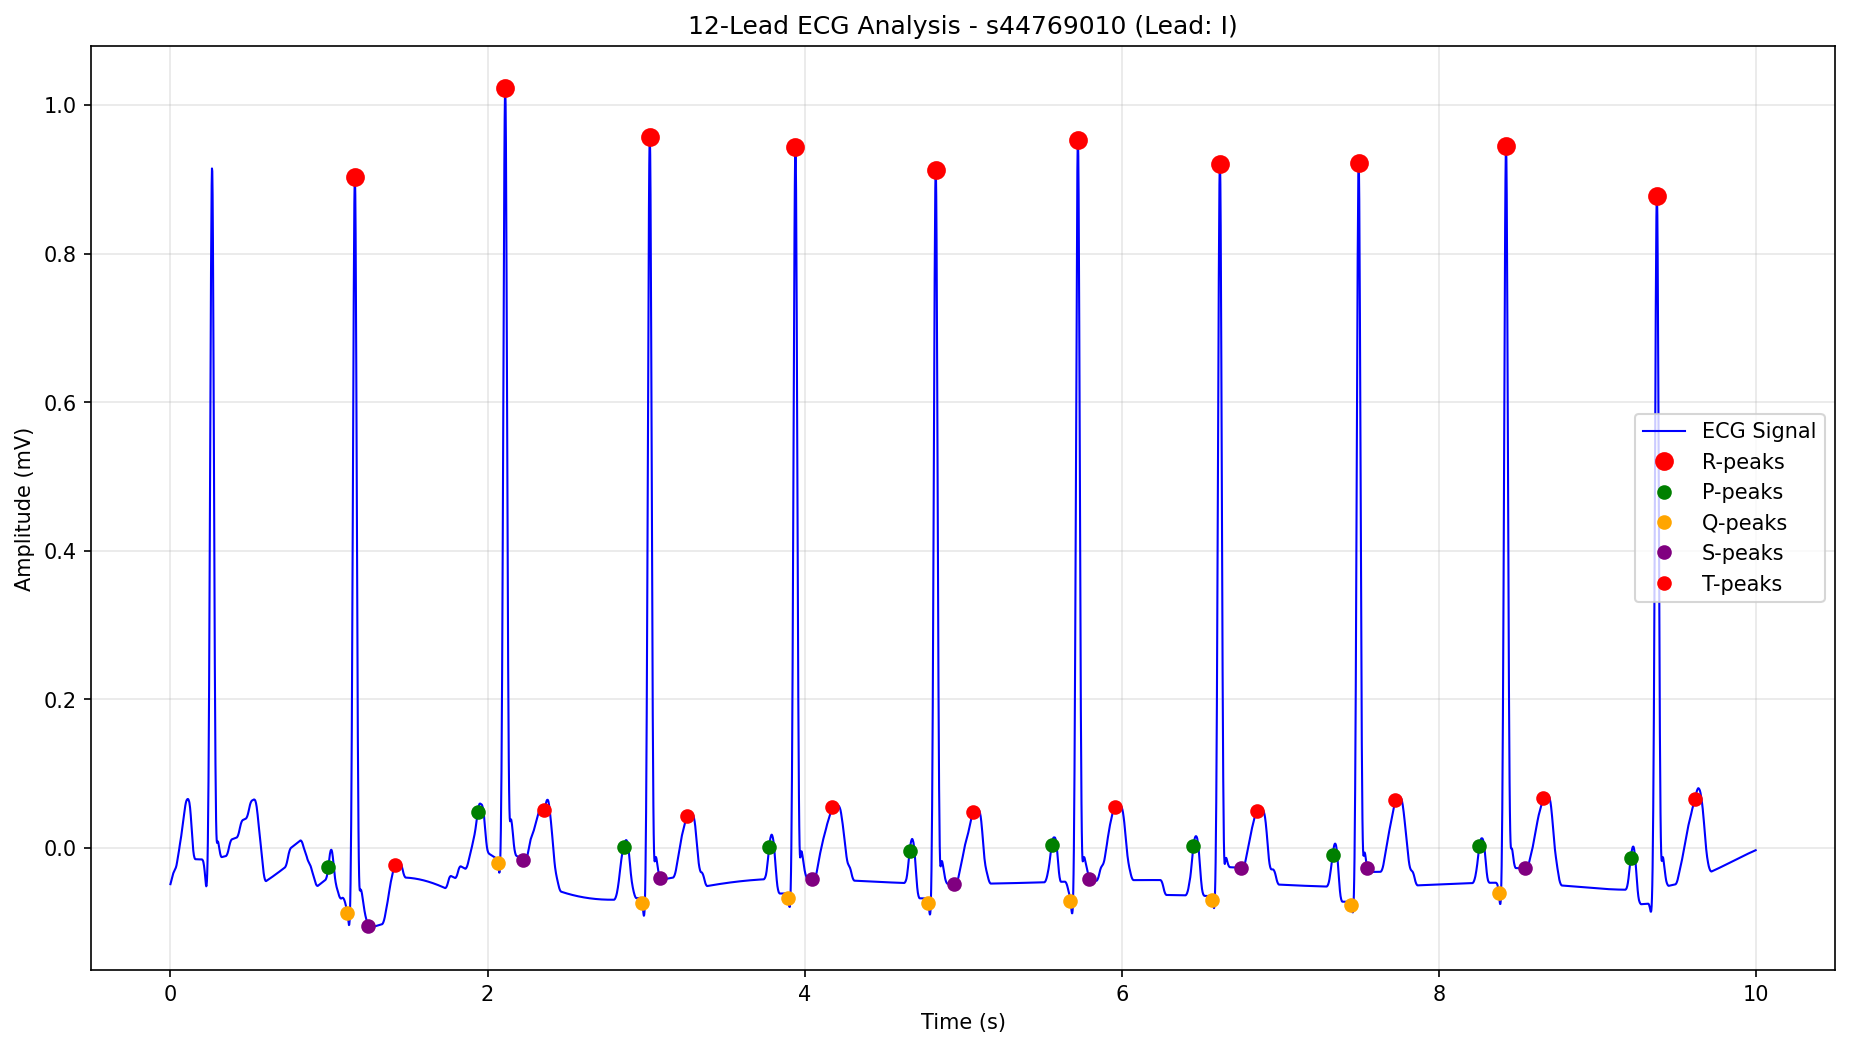 12-Lead ECG Analysis - s44769010 (Lead: I)
Amplitude (mV)
1.0
0.8
0.6
0.4
0.2
0.0
ECG Signal
R-peaks
P-peaks
Q-peaks
S-peaks
T-peaks
0 2 4 6 8 10
Time (s)